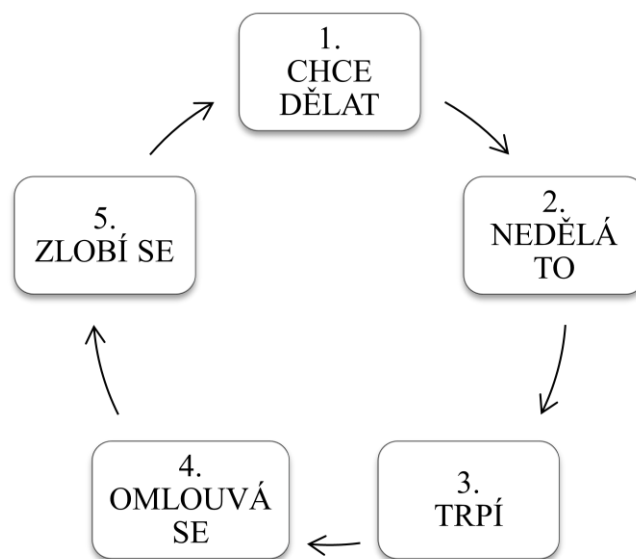 1.
CHCE
DĚLAT
2.
NEDĚLÁ
TO
3.
TRPÍ
4.
OMLOUVÁ
SE
5.
ZLOBÍ SE